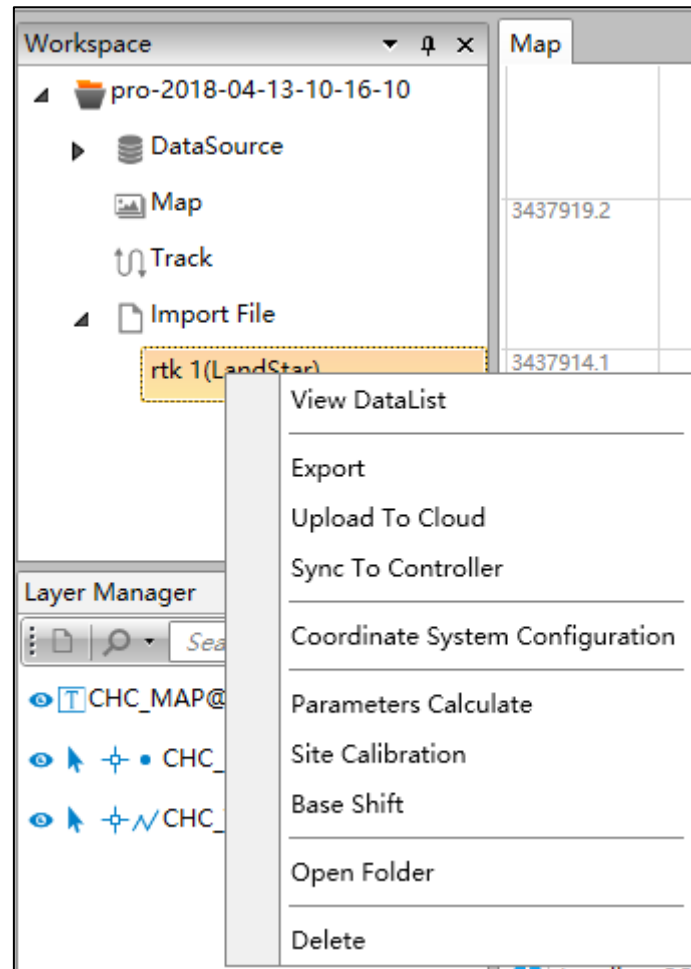 Workspace
Map
pro-2018-04-13-10-16-10
DataSource
Map
Track
Import File
rtk 1(LandStar)
3437919.2
3437914.1
View DataList
Export
Upload To Cloud
Sync To Controller
Coordinate System Configuration
Parameters Calculate
Site Calibration
Base Shift
Open Folder
Delete
Layer Manager
Sea
T CHC_MAP@
CHC_
CHC_